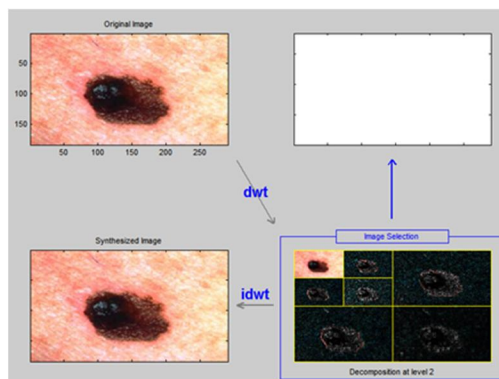 Original Image
50
100
150
50 100 150 200 250
dwt
Synthesized Image
Image Selection
idwt
Decomposition at level 2